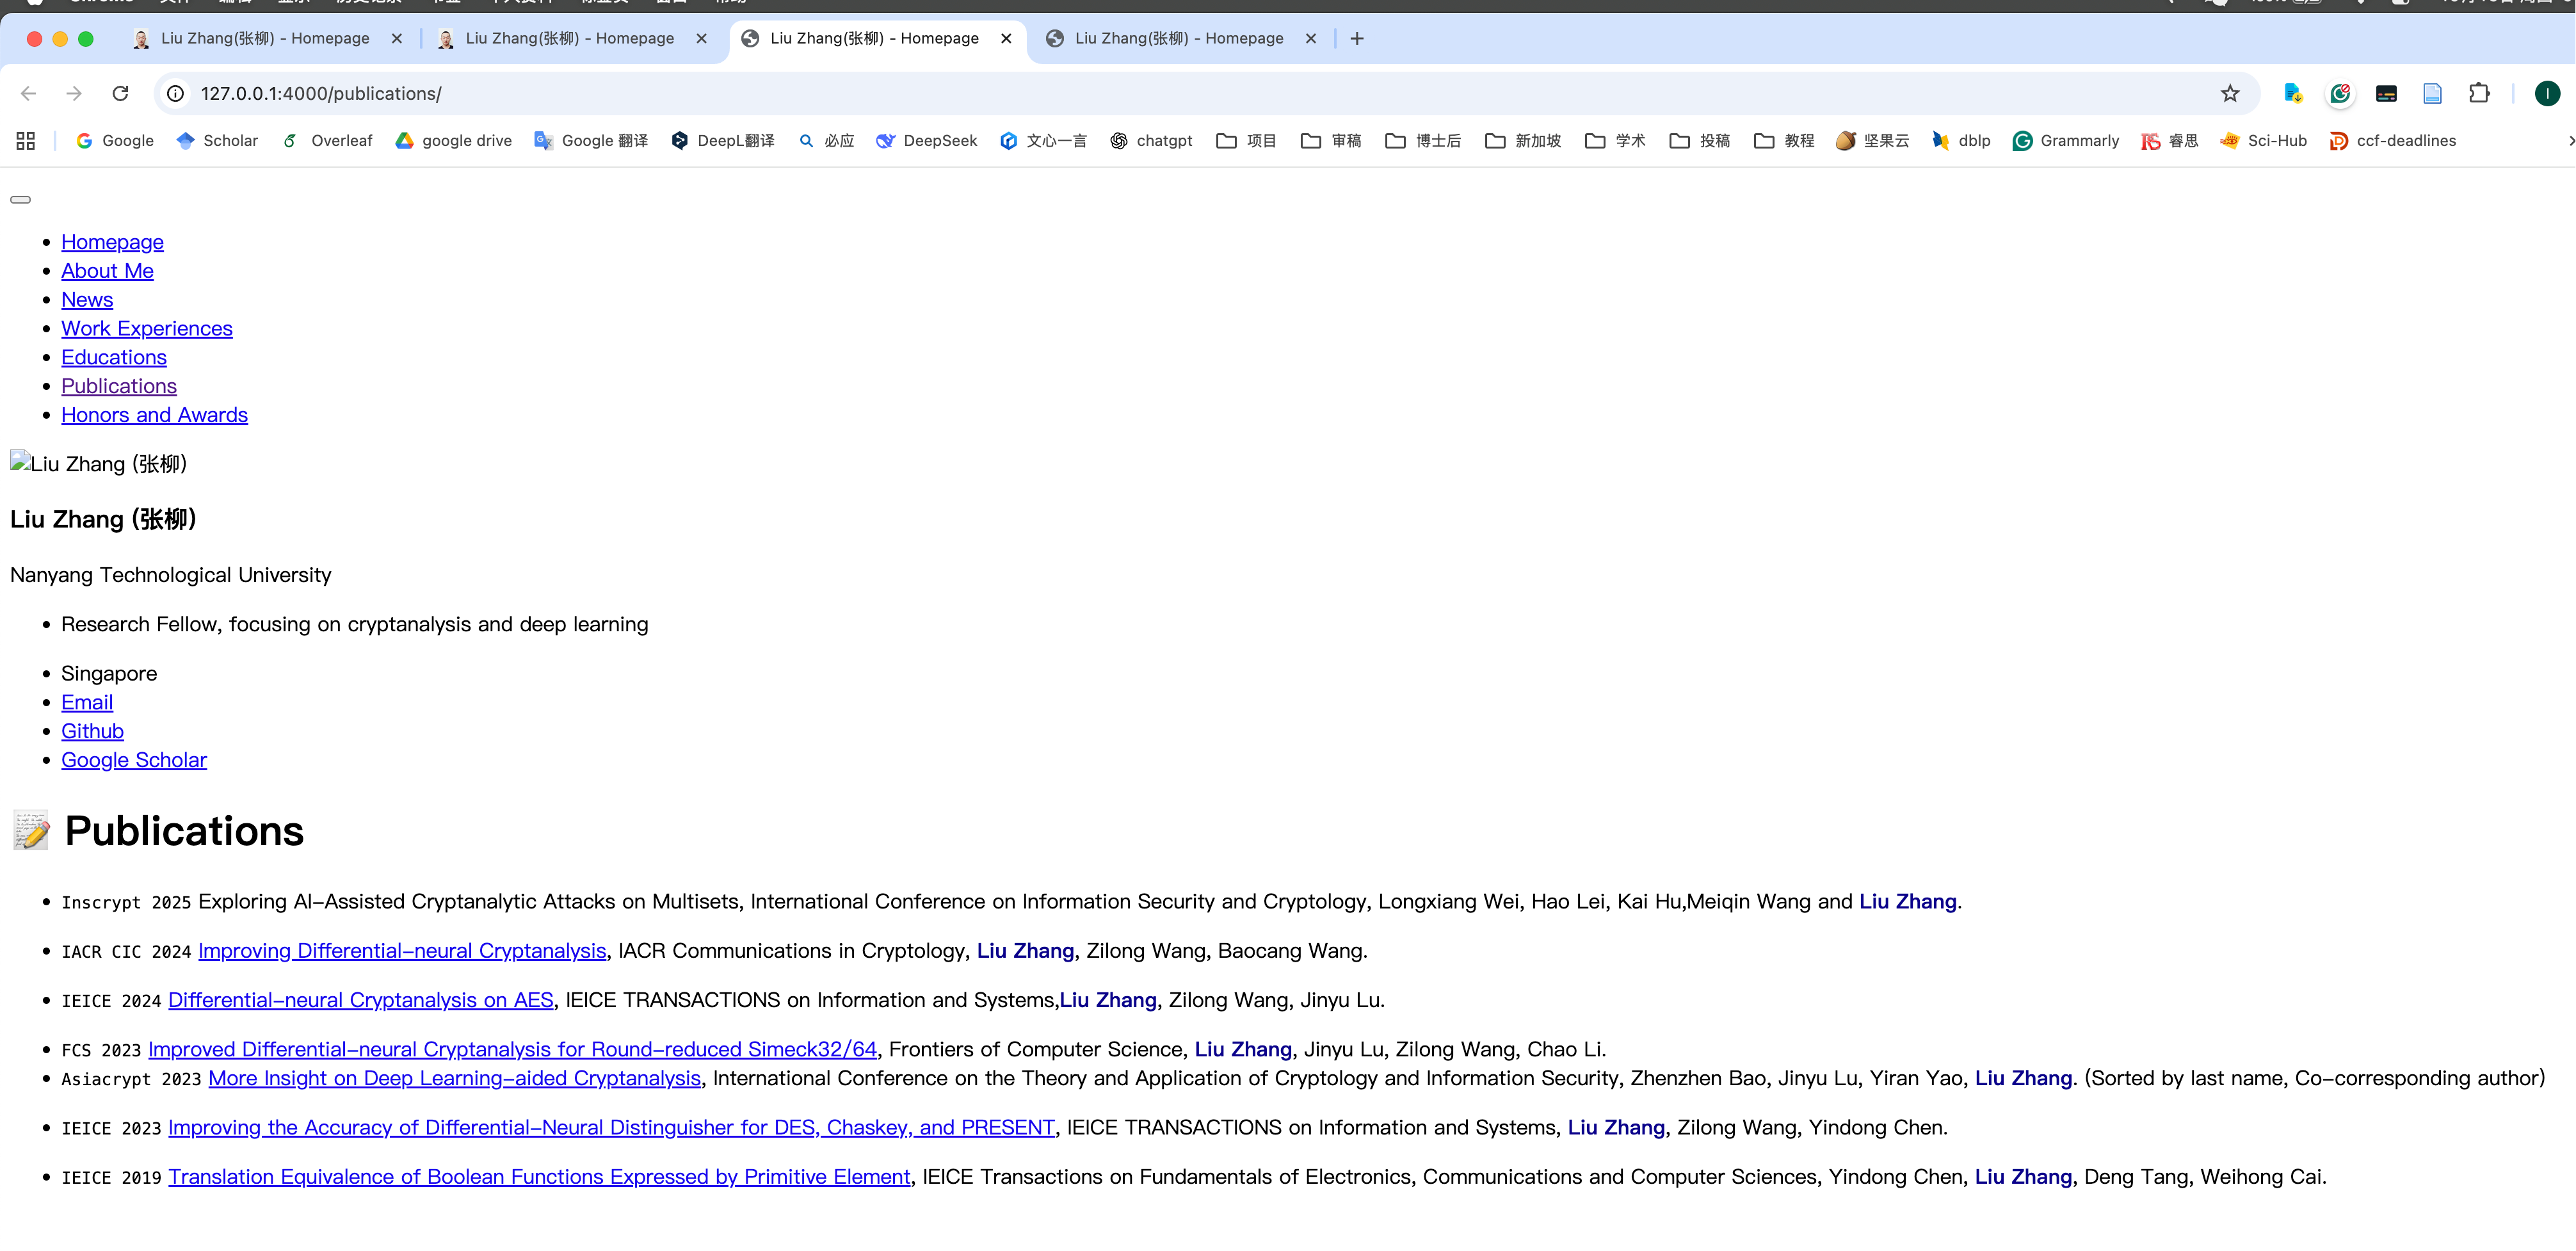 Liu Zhang(张柳) - Homepage
Liu Zhang(张柳) - Homepage
Liu Zhang(张柳) - Homepage
Liu Zhang(张柳) - Homepage
127.0.0.1:4000/publications/
Google Scholar Overleaf google drive Google 翻译 DeepL翻译 必应 DeepSeek 文心一言 chatgpt 项目 审稿 博士后 新加坡 学术 投稿 教程 坚果云 dblp Grammarly 睿思 Sci-Hub ccf-deadlines
Homepage
About Me
News
Work Experiences
Educations
Publications
Honors and Awards
Liu Zhang (张柳)
Liu Zhang (张柳)
Nanyang Technological University
Research Fellow, focusing on cryptanalysis and deep learning
Singapore
Email
Github
Google Scholar
📝 Publications
Inscrypt 2025 Exploring AI-Assisted Cryptanalytic Attacks on Multisets, International Conference on Information Security and Cryptology, Longxiang Wei, Hao Lei, Kai Hu,Meiqin Wang and Liu Zhang.
IACR CIC 2024 Improving Differential-neural Cryptanalysis, IACR Communications in Cryptology, Liu Zhang, Zilong Wang, Baocang Wang.
IEICE 2024 Differential-neural Cryptanalysis on AES, IEICE TRANSACTIONS on Information and Systems,Liu Zhang, Zilong Wang, Jinyu Lu.
FCS 2023 Improved Differential-neural Cryptanalysis for Round-reduced Simeck32/64, Frontiers of Computer Science, Liu Zhang, Jinyu Lu, Zilong Wang, Chao Li.
Asiacrypt 2023 More Insight on Deep Learning-aided Cryptanalysis, International Conference on the Theory and Application of Cryptology and Information Security, Zhenzhen Bao, Jinyu Lu, Yiran Yao, Liu Zhang. (Sorted by last name, Co-corresponding author)
IEICE 2023 Improving the Accuracy of Differential-Neural Distinguisher for DES, Chaskey, and PRESENT, IEICE TRANSACTIONS on Information and Systems, Liu Zhang, Zilong Wang, Yindong Chen.
IEICE 2019 Translation Equivalence of Boolean Functions Expressed by Primitive Element, IEICE Transactions on Fundamentals of Electronics, Communications and Computer Sciences, Yindong Chen, Liu Zhang, Deng Tang, Weihong Cai.